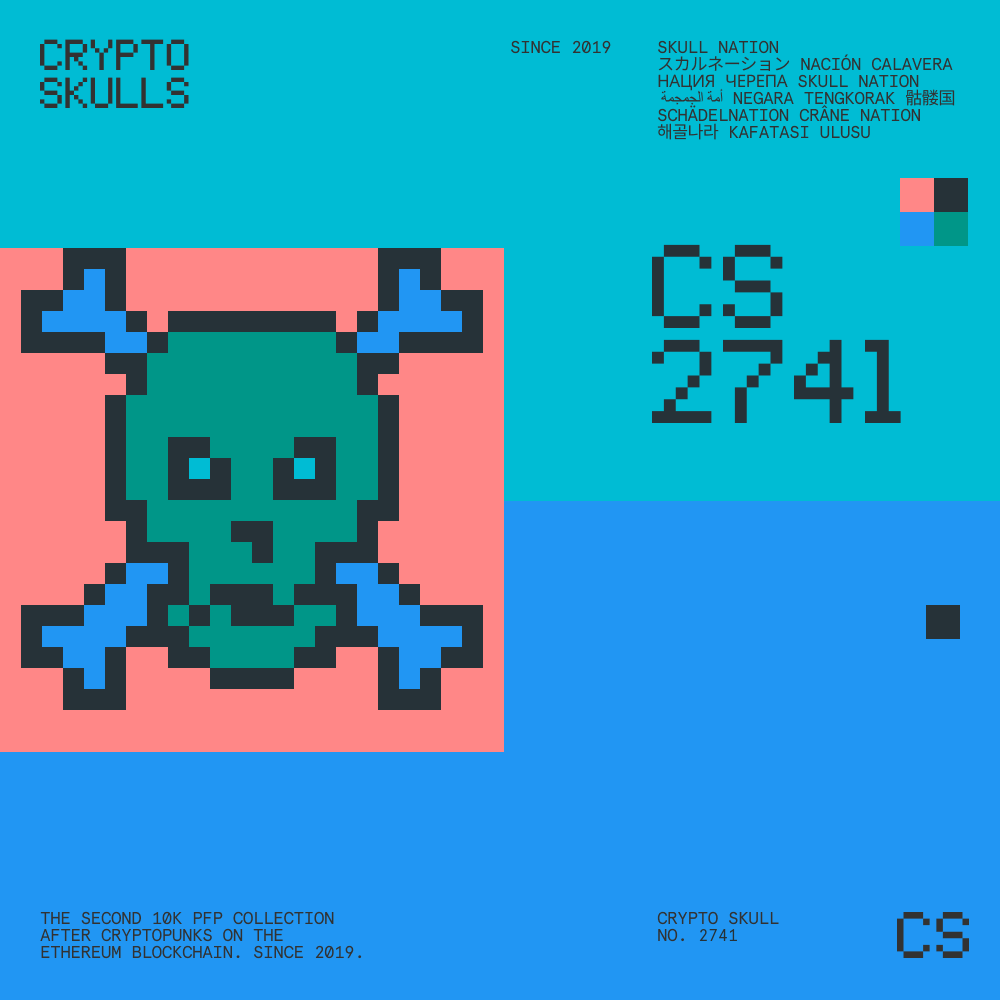 CRYPTO
SKULLS
SINCE 2019
SKULL NATION
スカルネーション NACIÓN CALAVERA
НАЦИЯ ЧЕРЕПА SKULL NATION
أمة الجمجمة NEGARA TENGKORAK 骷髅国
SCHÄDELNATION CRÂNE NATION
해골나라 KAFATASI ULUSU
CS
2741
THE SECOND 10K PFP COLLECTION
AFTER CRYPTOPUNKS ON THE
ETHEREUM BLOCKCHAIN. SINCE 2019.
CRYPTO SKULL
NO. 2741
CS